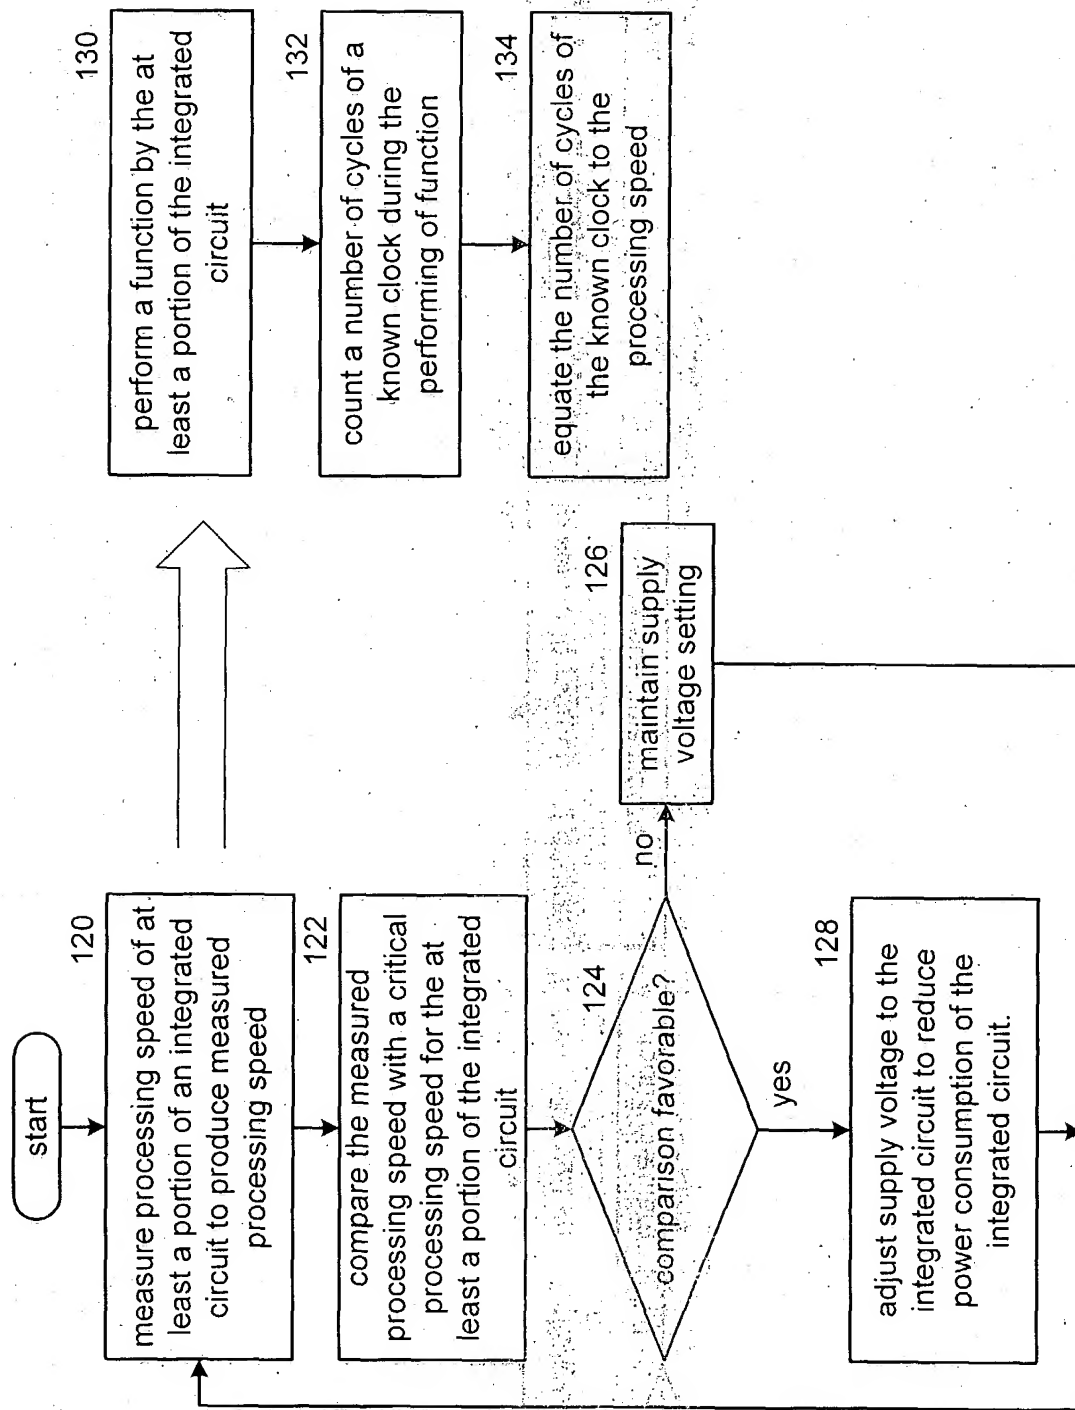 start
120
measure processing speed of at
least a portion of an integrated
circuit to produce measured
processing speed
122
compare the measured
processing speed with a critical
processing speed for the at
least a portion of the integrated
circuit
124
comparison favorable?
no
126
maintain supply
voltage setting
yes
128
adjust supply voltage to the
integrated circuit to reduce
power consumption of the
integrated circuit.
130
perform a function by the at
least a portion of the integrated
circuit
132
count a number of cycles of a
known clock during the
performing of function
134
equate the number of cycles of
the known clock to the
processing speed